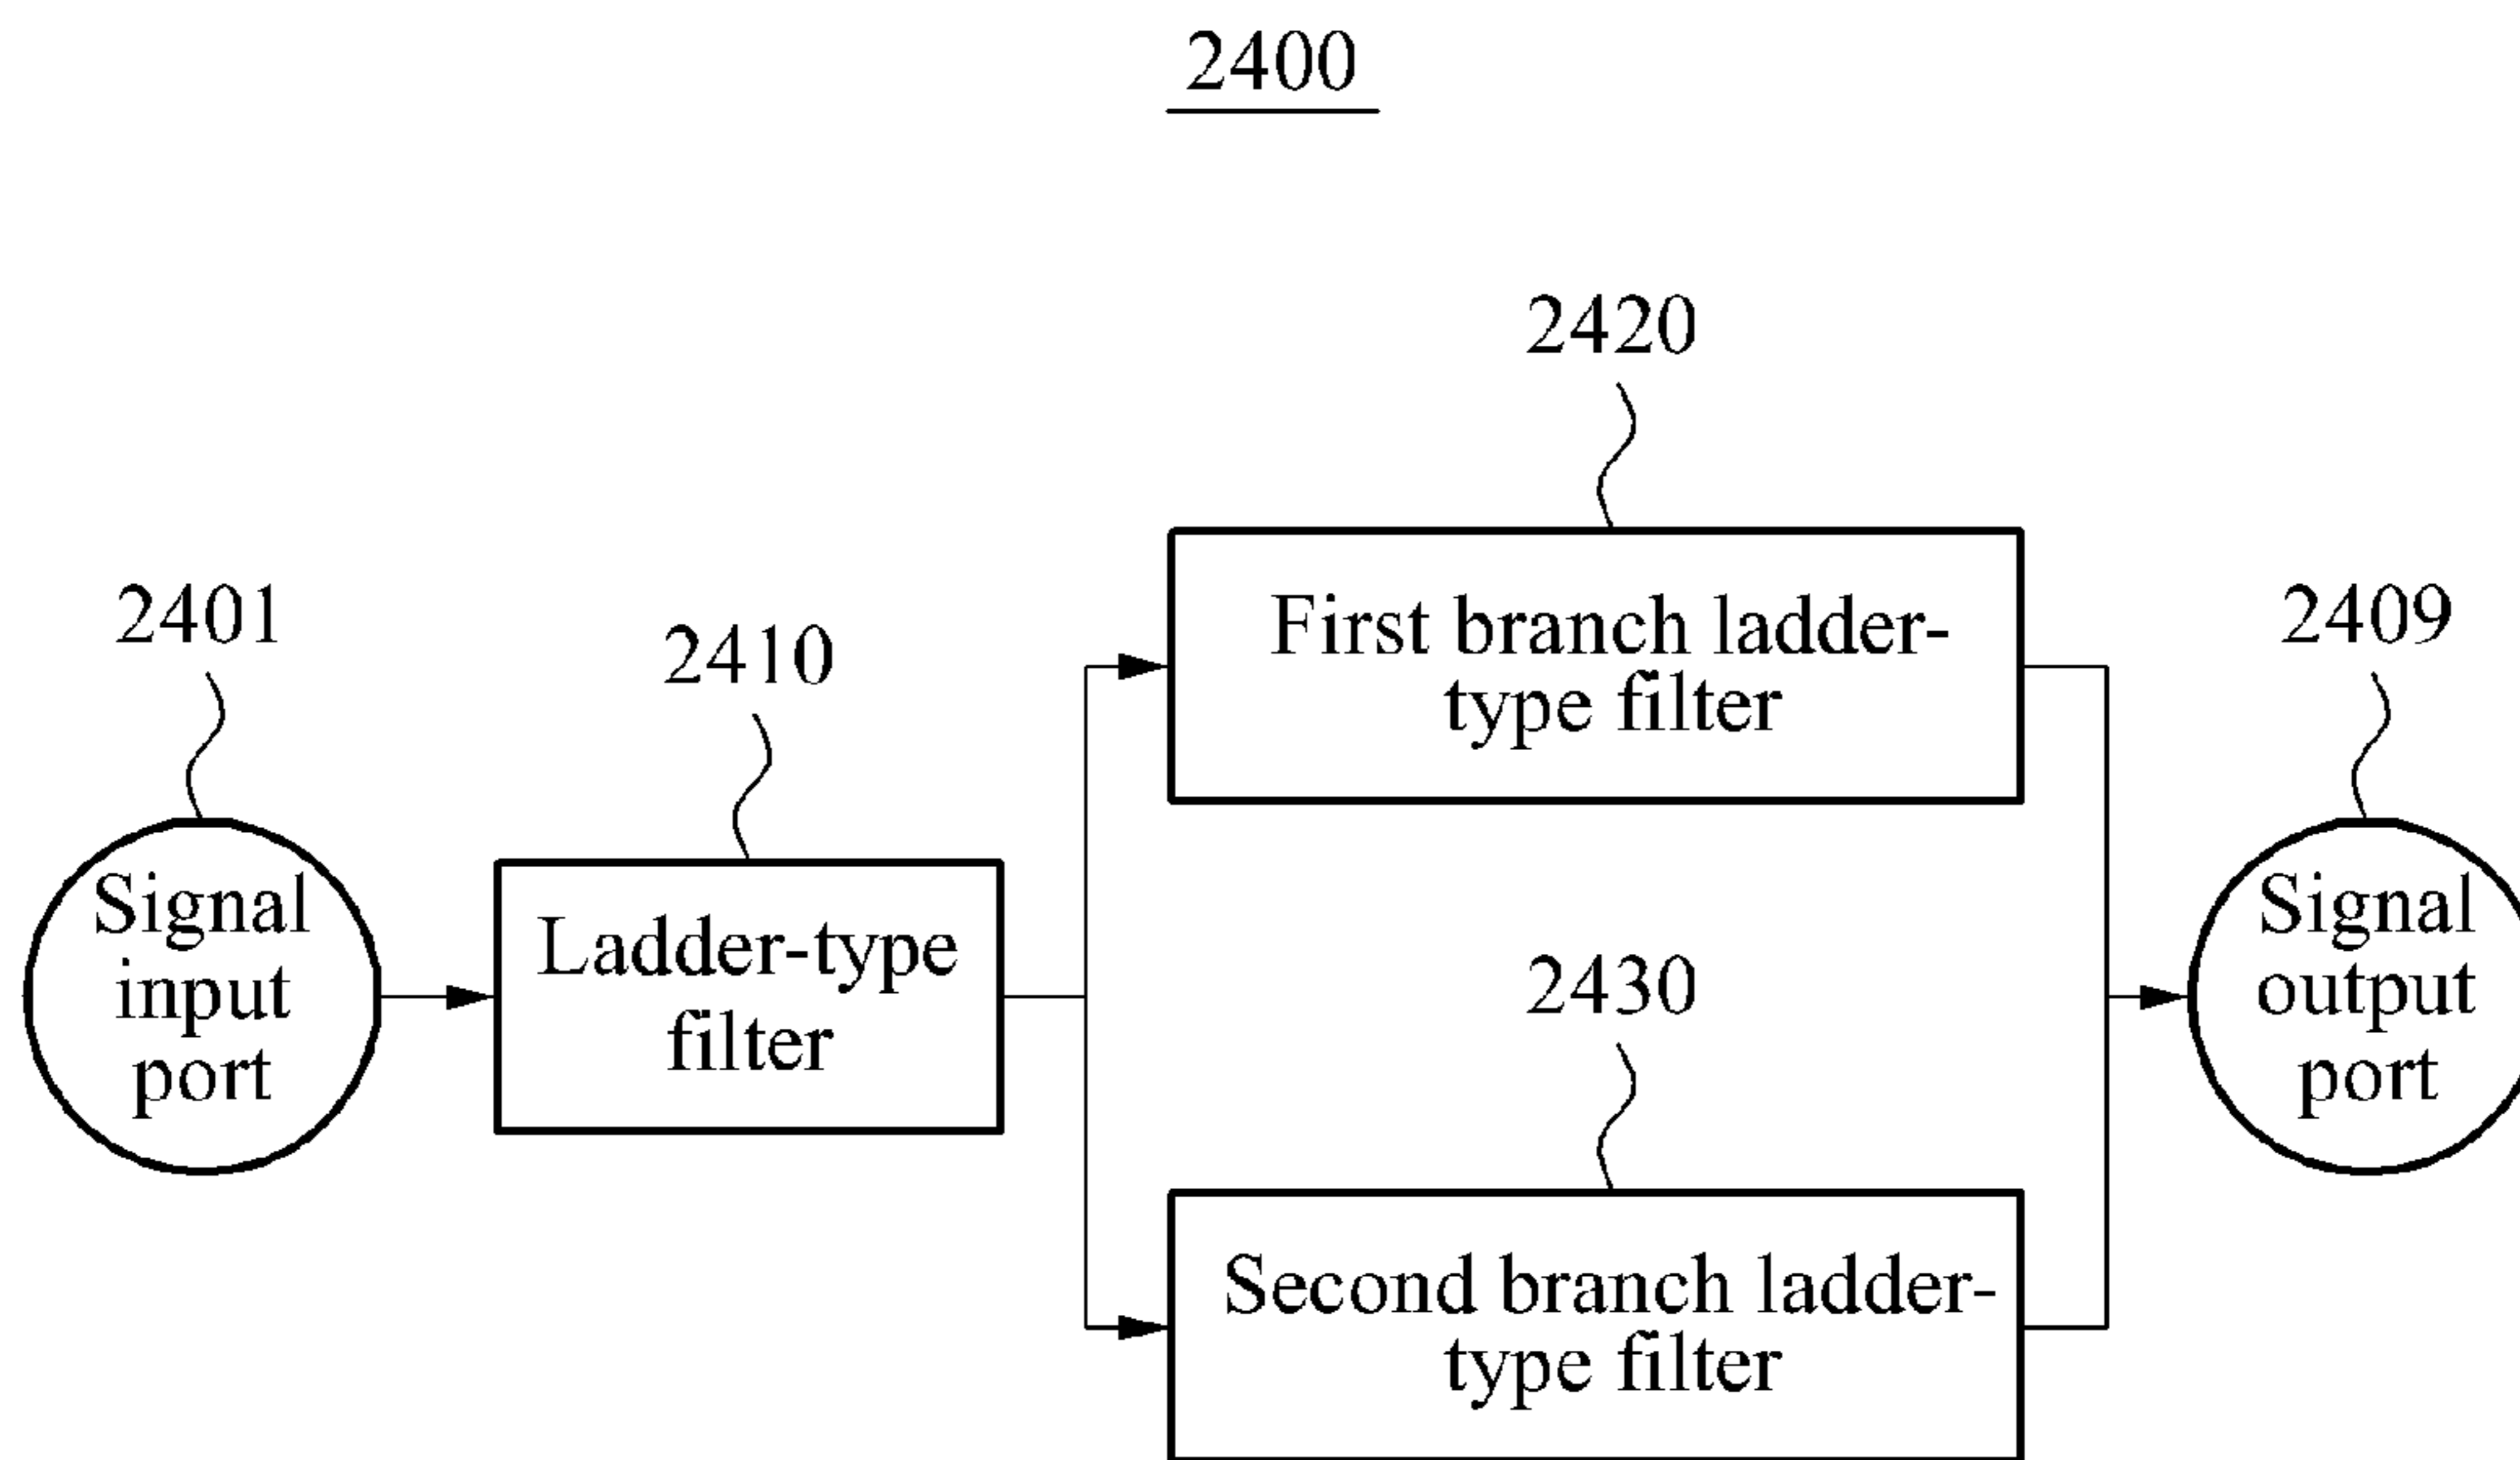 2400
2420
2401
2410
2409
First branch ladder-
type filter
Signal
input
port
Ladder-type
filter
2430
Signal
output
port
Second branch ladder-
type filter